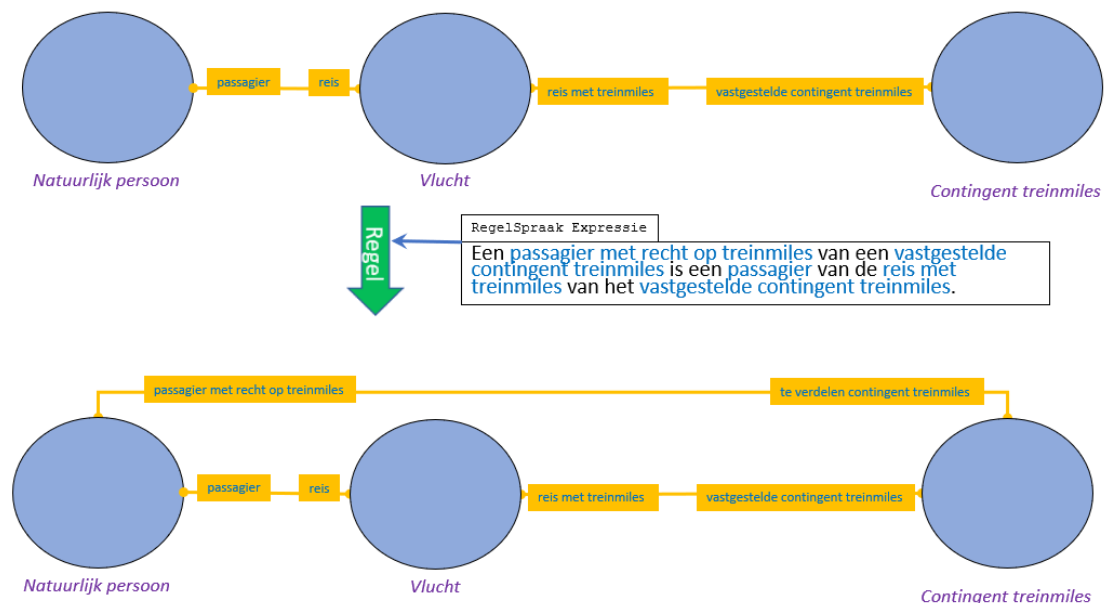 passagier
reis
reis met treinmiles
vastgestelde contingent treinmiles
Natuurlijk persoon
Vlucht
Contingent treinmiles
Regel
RegelSpraak Expressie
Een passagier met recht op treinmiles van een vastgestelde
contingent treinmiles is een passagier van de reis met
treinmiles van het vastgestelde contingent treinmiles.
passagier met recht op treinmiles
te verdelen contingent treinmiles
passagier
reis
reis met treinmiles
vastgestelde contingent treinmiles
Natuurlijk persoon
Vlucht
Contingent treinmiles